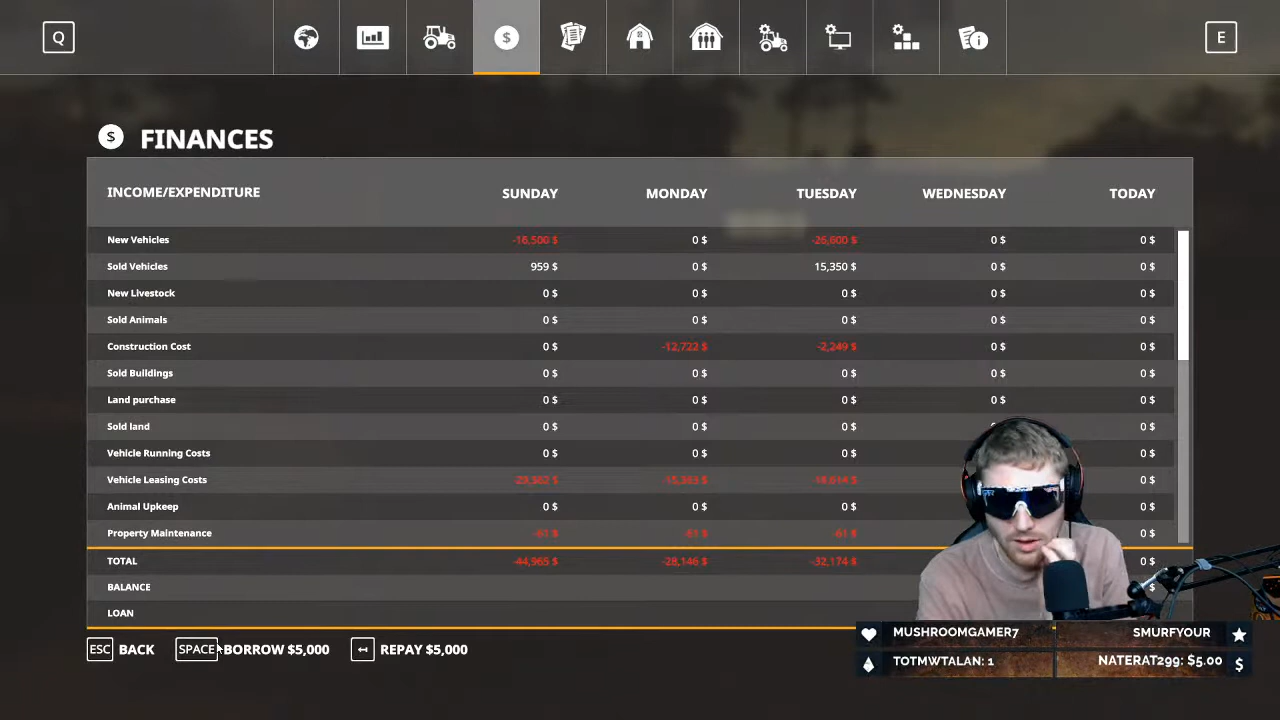 Q
$
E
$ FINANCES
INCOME/EXPENDITURE SUNDAY MONDAY TUESDAY WEDNESDAY TODAY
New Vehicles -16,500 $ 0 $ -26,600 $ 0 $ 0 $
Sold Vehicles 959 $ 0 $ 15,350 $ 0 $ 0 $
New Livestock 0 $ 0 $ 0 $ 0 $ 0 $
Sold Animals 0 $ 0 $ 0 $ 0 $ 0 $
Construction Cost 0 $ -12,722 $ -2,249 $ 0 $ 0 $
Sold Buildings 0 $ 0 $ 0 $ 0 $ 0 $
Land purchase 0 $ 0 $ 0 $ 0 $ 0 $
Sold land 0 $ 0 $ 0 $ 0 $
Vehicle Running Costs 0 $ 0 $ 0 $ 0 $
Vehicle Leasing Costs 0 $
Animal Upkeep 0 $ 0 $ 0 $ 0 $
Property Maintenance -61 $ -61 $ -61 $ 0 $
TOTAL -44,965 $ -28,146 $ -32,174 $ 0 $
BALANCE $
LOAN
ESC BACK SPACE BORROW $5,000 REPAY $5,000
MUSHROOMGAMER7 SMURFYOUR
TOTMWTALAN: 1 NATERAT299: $5.00 $